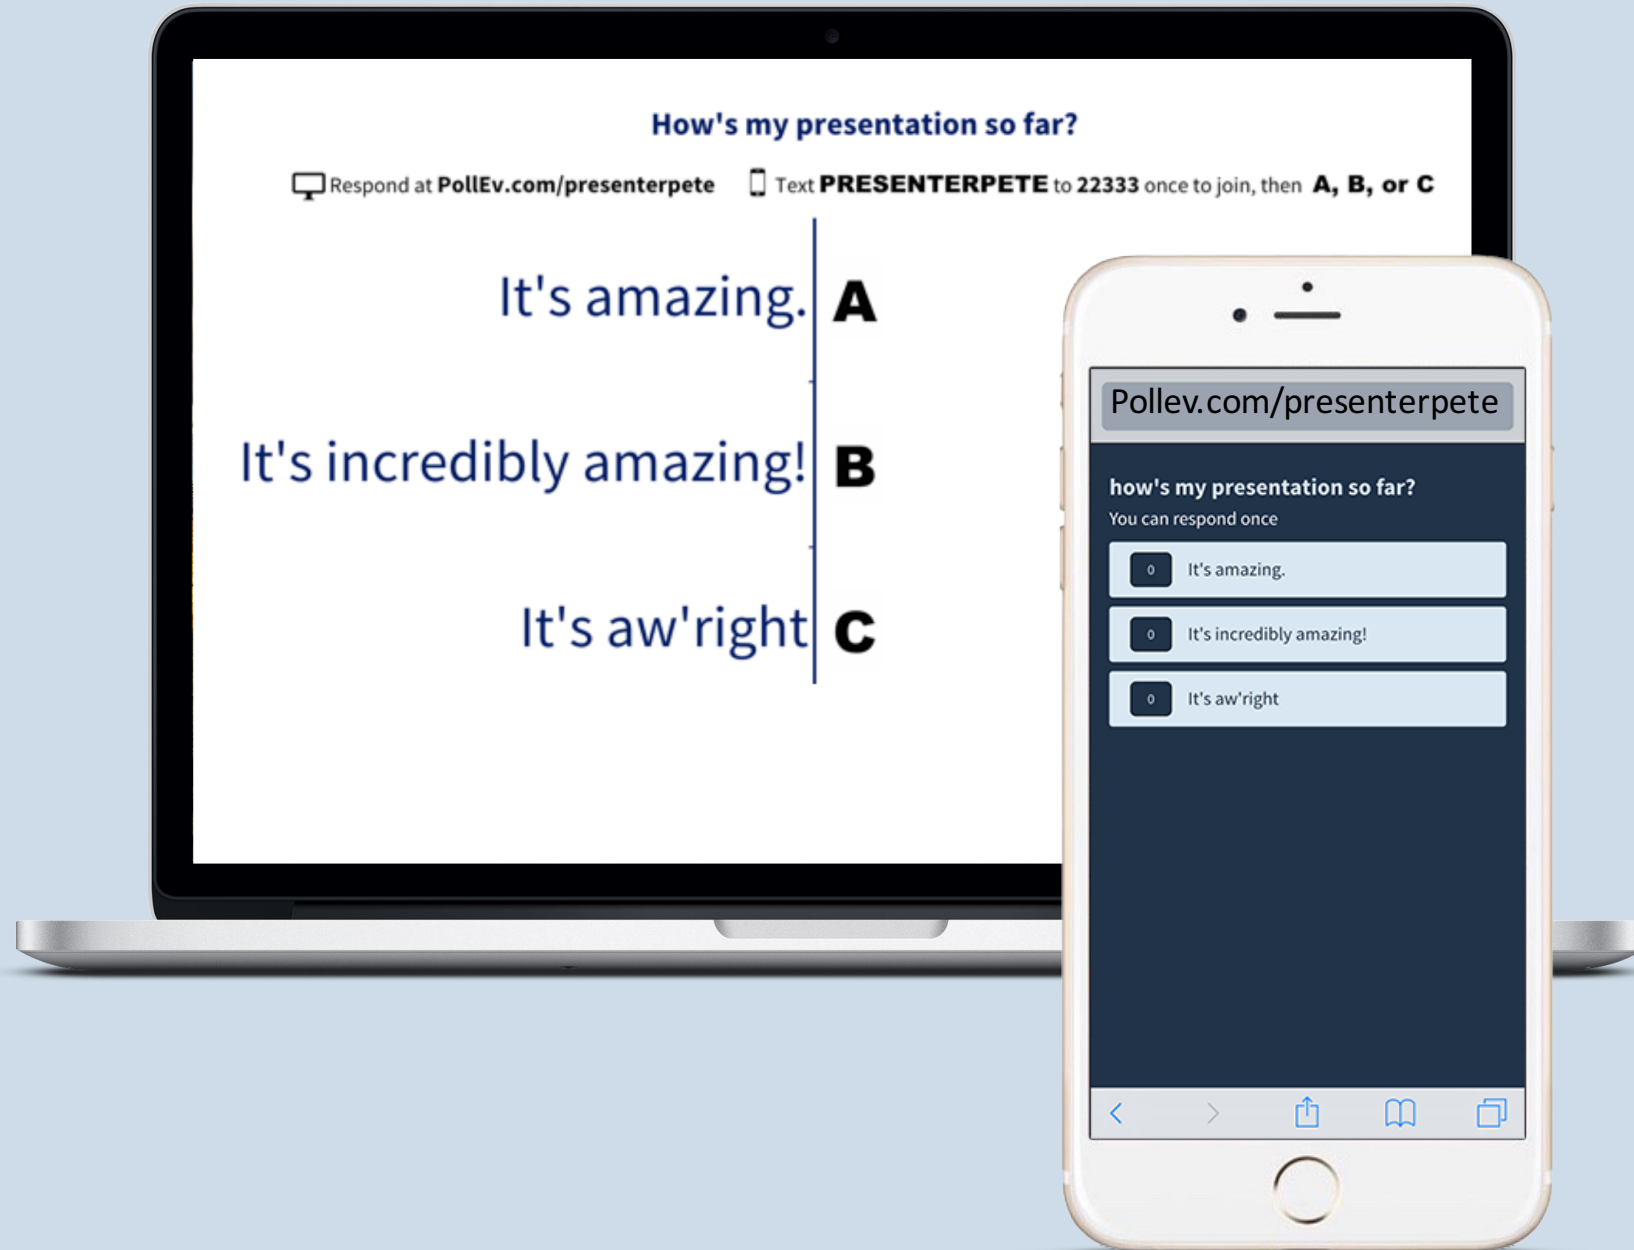 How's my presentation so far?
Respond at PollEv.com/presenterpete Text PRESENTERPETE to 22333 once to join, then A, B, or C
It's amazing. A
It's incredibly amazing! B
It's aw'right C
Pollev.com/presenterpete
how's my presentation so far?
You can respond once
0 It's amazing.
0 It's incredibly amazing!
0 It's aw'right